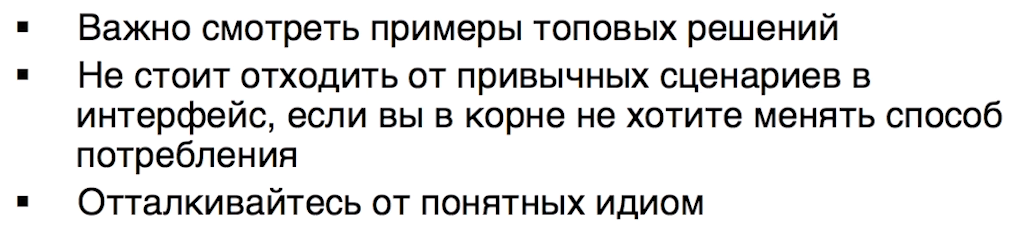 ▪ Важно смотреть примеры топовых решений
▪ Не стоит отходить от привычных сценариев в
интерфейс, если вы в корне не хотите менять способ
потребления
▪ Отталкивайтесь от понятных идиом